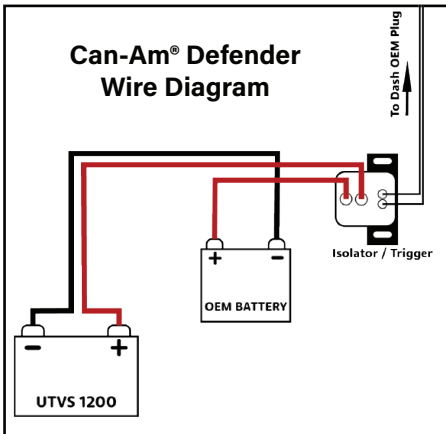 Can-Am® Defender
Wire Diagram
To Dash OEM Plug
Isolator / Trigger
+ -
OEM BATTERY
- +
UTVS 1200